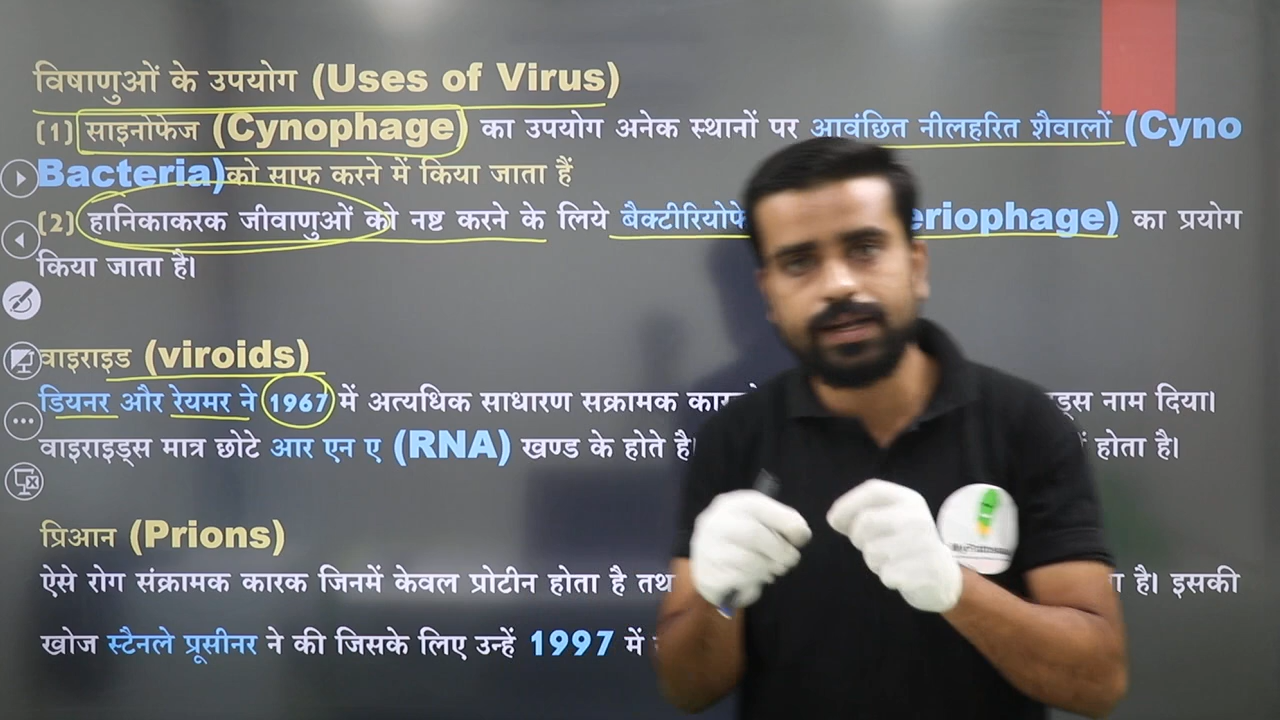 विषाणुओं के उपयोग (Uses of Virus)
(1) साइनोफेज (Cynophage) का उपयोग अनेक स्थानों पर आवंछित नीलहरित शैवालों (Cyno
Bacteria) को साफ करने में किया जाता हैं
(2) हानिकाकरक जीवाणुओं को नष्ट करने के लिये का प्रयोग
किया जाता है।
वाइराइड (viroids)
डियनर और रेयमर ने 1967 में अत्यधिक साधारण सक्रामक नाम दिया।
वाइराइड्स मात्र छोटे आर एन ए (RNA) खण्ड के होते है। होता है।
प्रिआन (Prions)
ऐसे रोग संक्रामक कारक जिनमें केवल प्रोटीन होता है है। इसकी
खोज स्टैनले प्रूसीनर ने की जिसके लिए उन्हें 1997 में